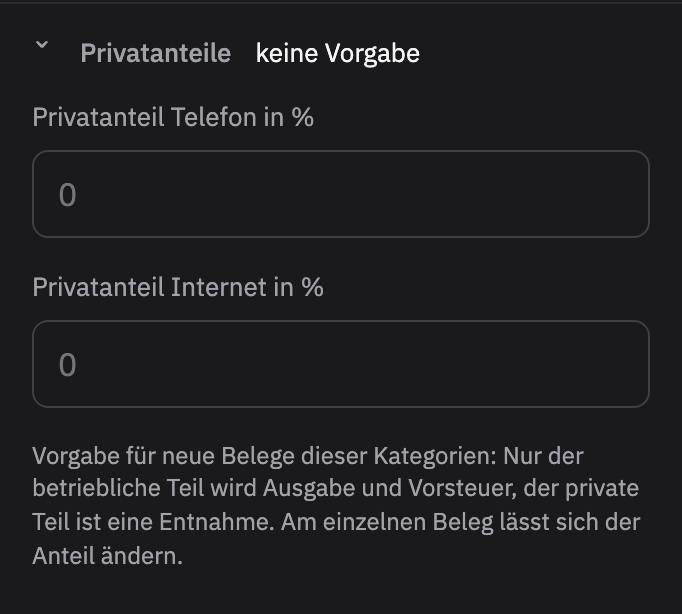 Privatanteile keine Vorgabe
Privatanteil Telefon in %
0
Privatanteil Internet in %
0
Vorgabe für neue Belege dieser Kategorien: Nur der
betriebliche Teil wird Ausgabe und Vorsteuer, der private
Teil ist eine Entnahme. Am einzelnen Beleg lässt sich der
Anteil ändern.